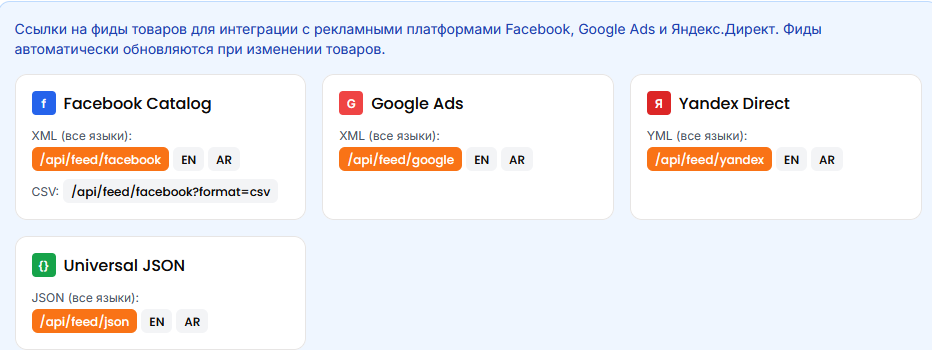 Ссылки на фиды товаров для интеграции с рекламными платформами Facebook, Google Ads и Яндекс.Директ. Фиды
автоматически обновляются при изменении товаров.
f Facebook Catalog
XML (все языки):
/api/feed/facebook EN AR
CSV: /api/feed/facebook?format=csv
G Google Ads
XML (все языки):
/api/feed/google EN AR
Я Yandex Direct
YML (все языки):
/api/feed/yandex EN AR
{} Universal JSON
JSON (все языки):
/api/feed/json EN AR